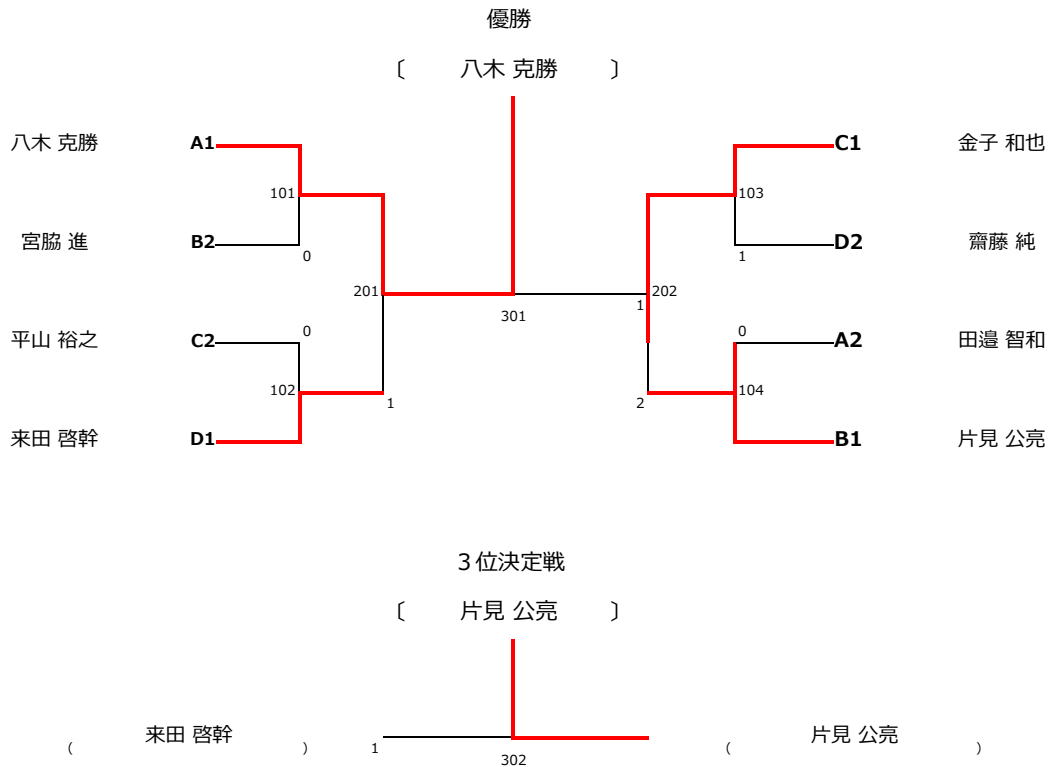 優勝
〔 八木 克勝 〕
八木 克勝 A1 C1 金子 和也
101 103
宮脇 進 B2 D2 齋藤 純
0 1
201 202
1
301
0 0
平山 裕之 C2 A2 田邉 智和
102 104
1 2
来田 啓幹 D1 B1 片見 公亮
３位決定戦
〔 片見 公亮 〕
（ 来田 啓幹 ） 1 （ 片見 公亮 ）
302